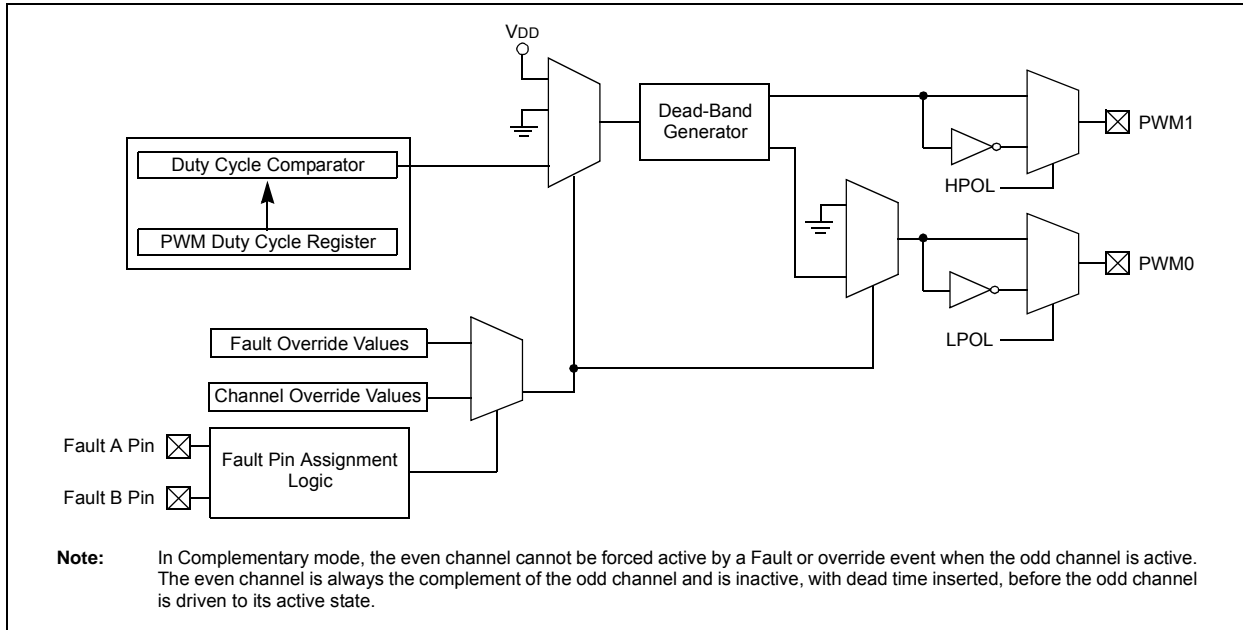 VDD
Dead-Band
Generator
PWM1
HPOL
Duty Cycle Comparator
PWM Duty Cycle Register
PWM0
LPOL
Fault Override Values
Channel Override Values
Fault A Pin
Fault B Pin
Fault Pin Assignment
Logic
Note: In Complementary mode, the even channel cannot be forced active by a Fault or override event when the odd channel is active.
The even channel is always the complement of the odd channel and is inactive, with dead time inserted, before the odd channel
is driven to its active state.